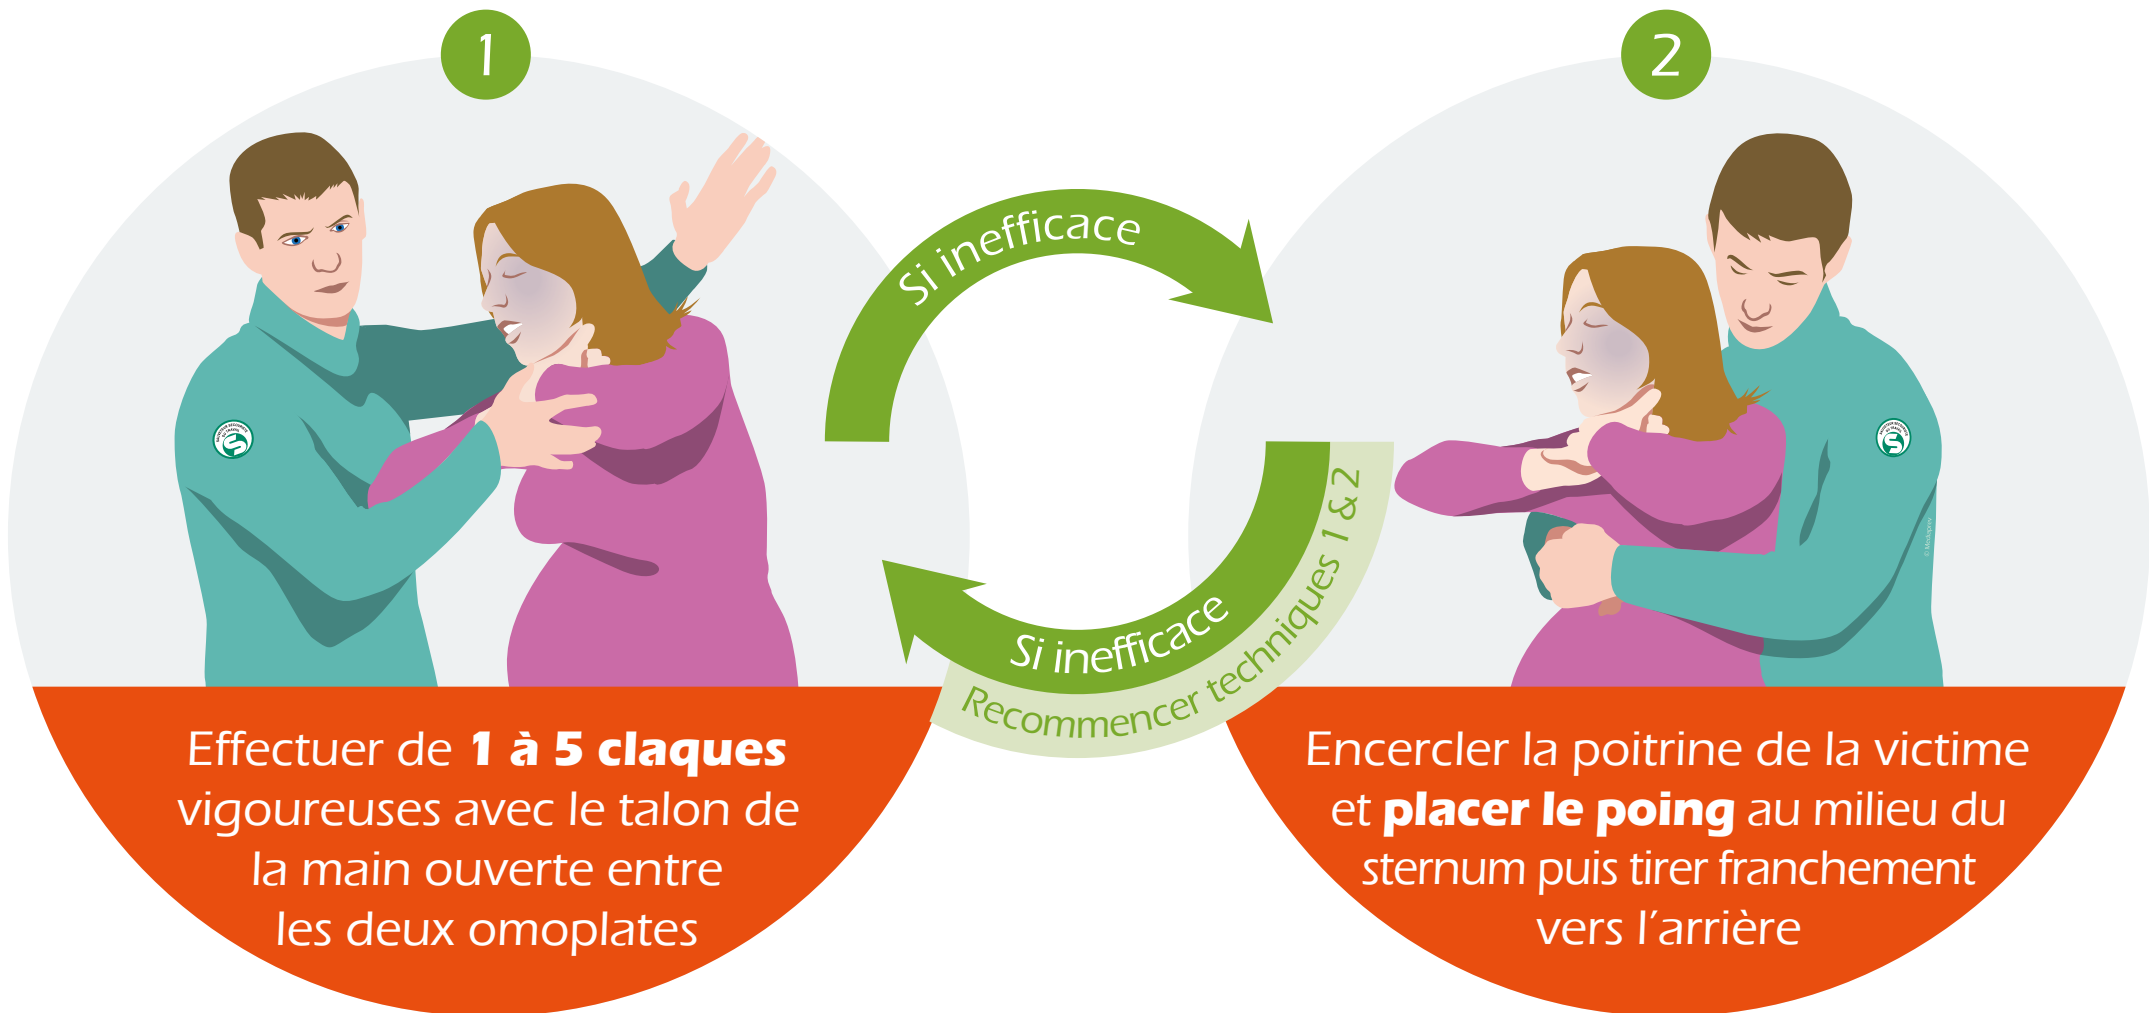 1
Effectuer de 1 à 5 claques
vigoureuses avec le talon de
la main ouverte entre
les deux omoplates
Si inefficace
2
Encercler la poitrine de la victime
et placer le poing au milieu du
sternum puis tirer franchement
vers l’arrière
Si inefficace
Recommencer techniques 1 & 2